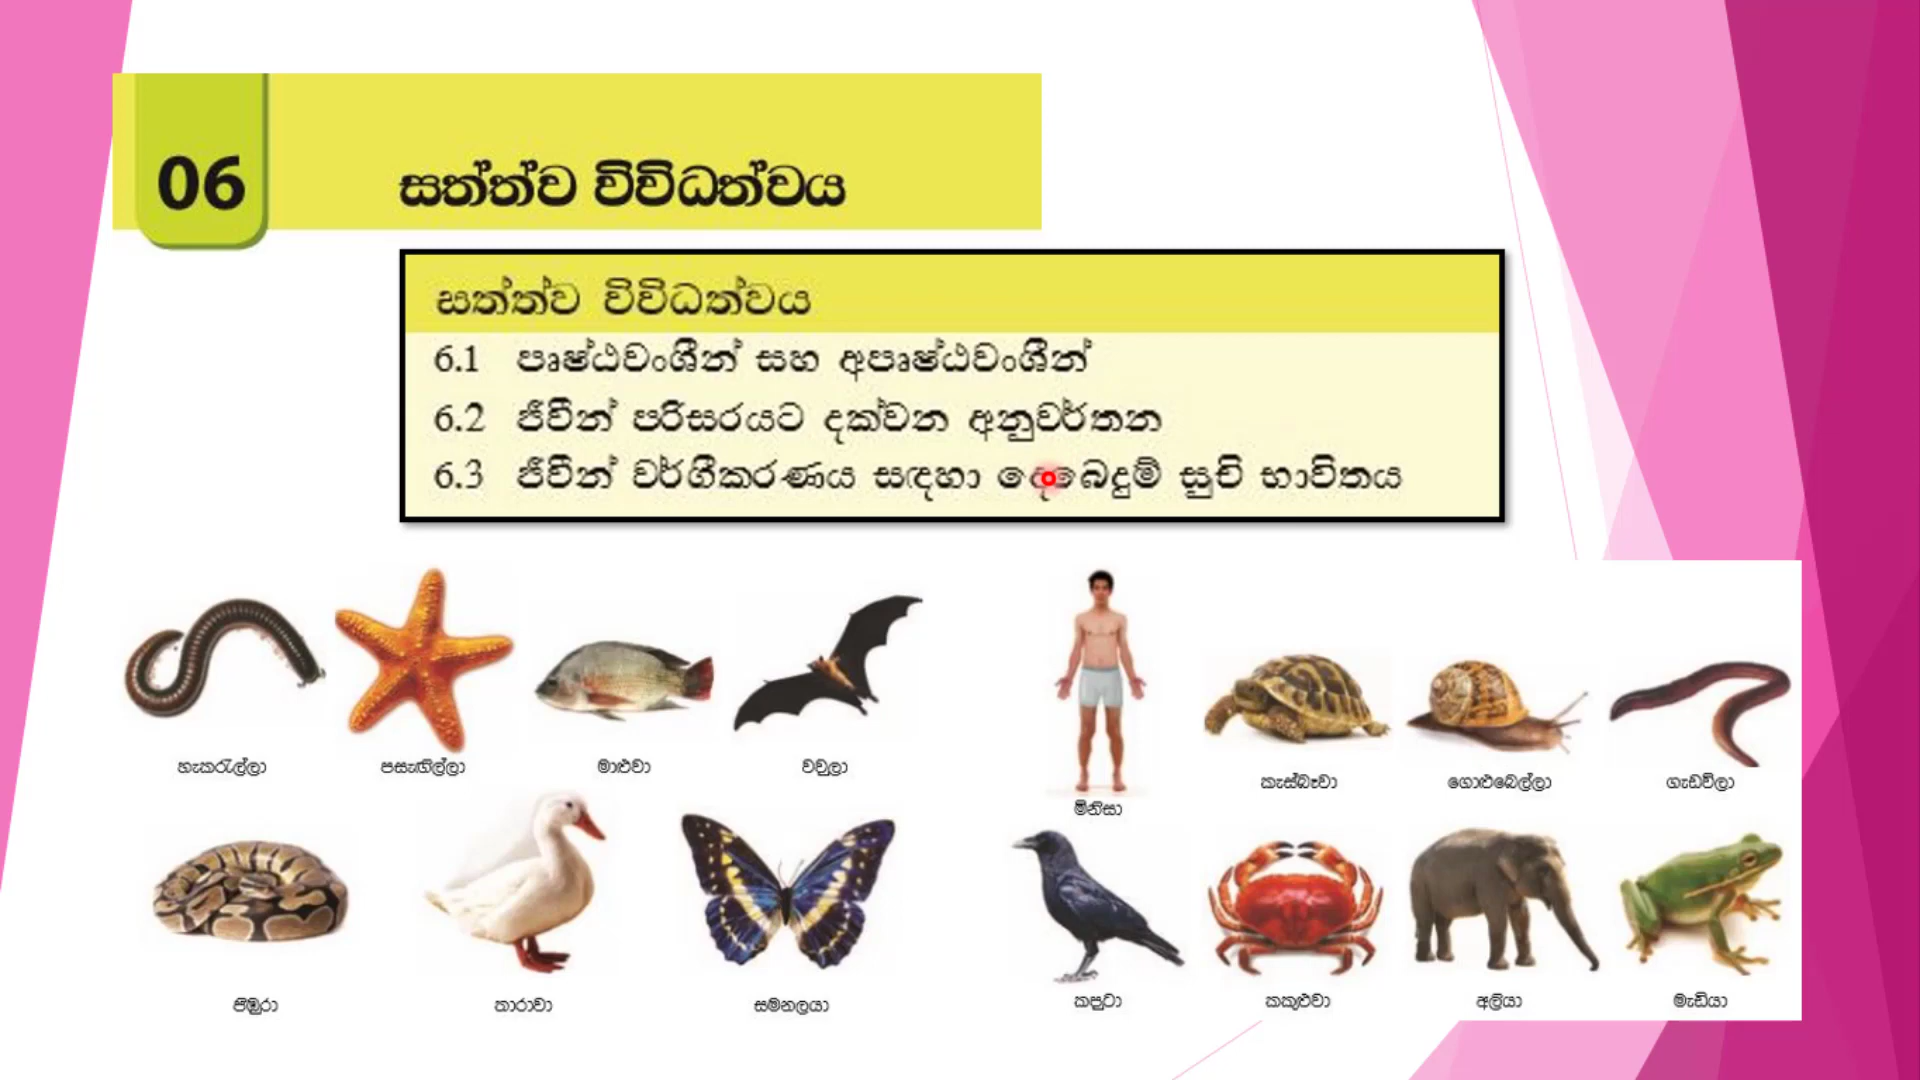 06
සත්ත්ව විවිධත්වය
සත්ත්ව විවිධත්වය
6.1 පෘෂ්ඨවංශීන් සහ අපෘෂ්ඨවංශීන්
6.2 ජීවීන් පරිසරයට දක්වන අනුවර්තන
6.3 ජීවීන් වර්ගීකරණය සඳහා දෙබෙදුම් සුචි භාවිතය
හැකරැල්ලා
පසැඟිල්ලා
මාළුවා
වවුලා
මිනිසා
කැස්බෑවා
ගොළුබෙල්ලා
ගැඩවිලා
පිඹුරා
තාරාවා
සමනලයා
කපුටා
කකුළුවා
අලියා
මැඩියා